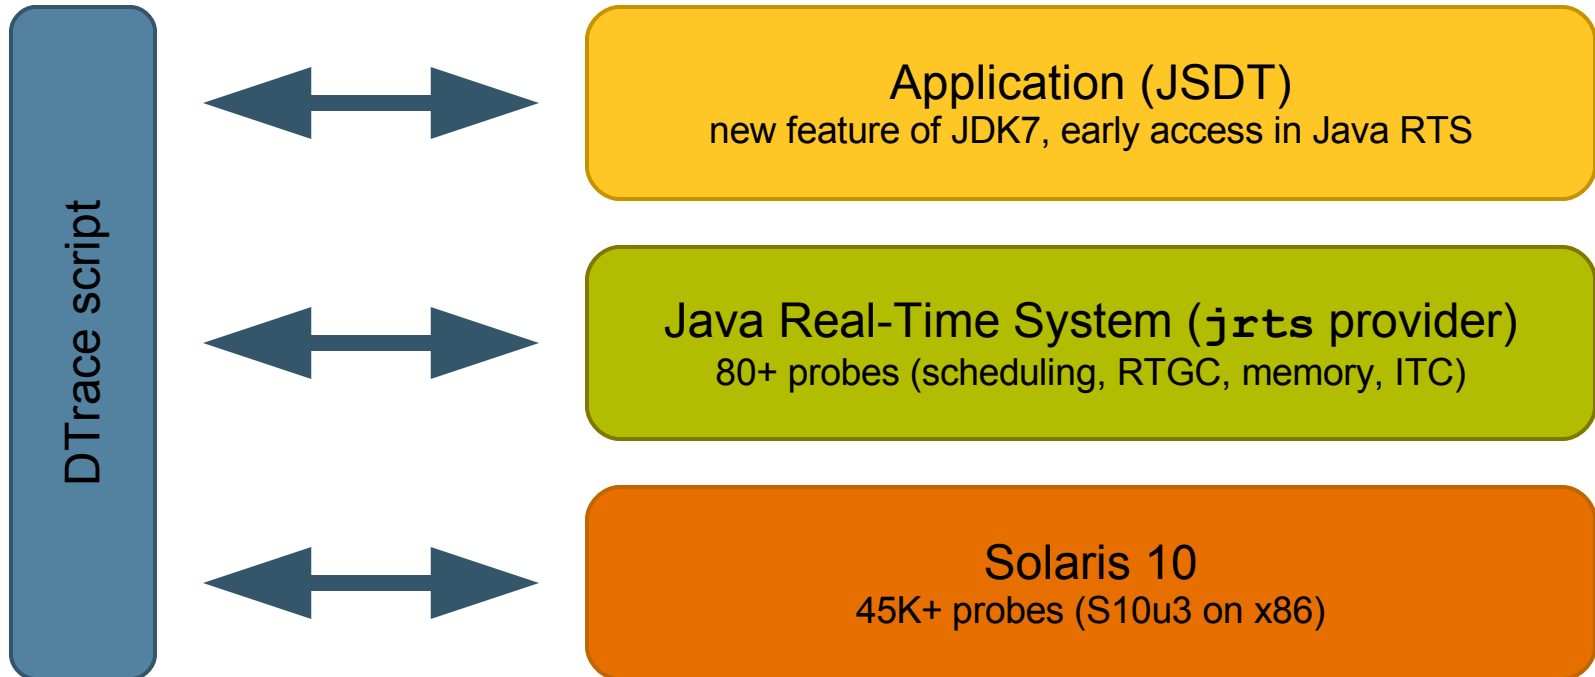 DTrace script
Application (JSDT)
new feature of JDK7, early access in Java RTS
Java Real-Time System (jrts provider)
80+ probes (scheduling, RTGC, memory, ITC)
Solaris 10
45K+ probes (S10u3 on x86)